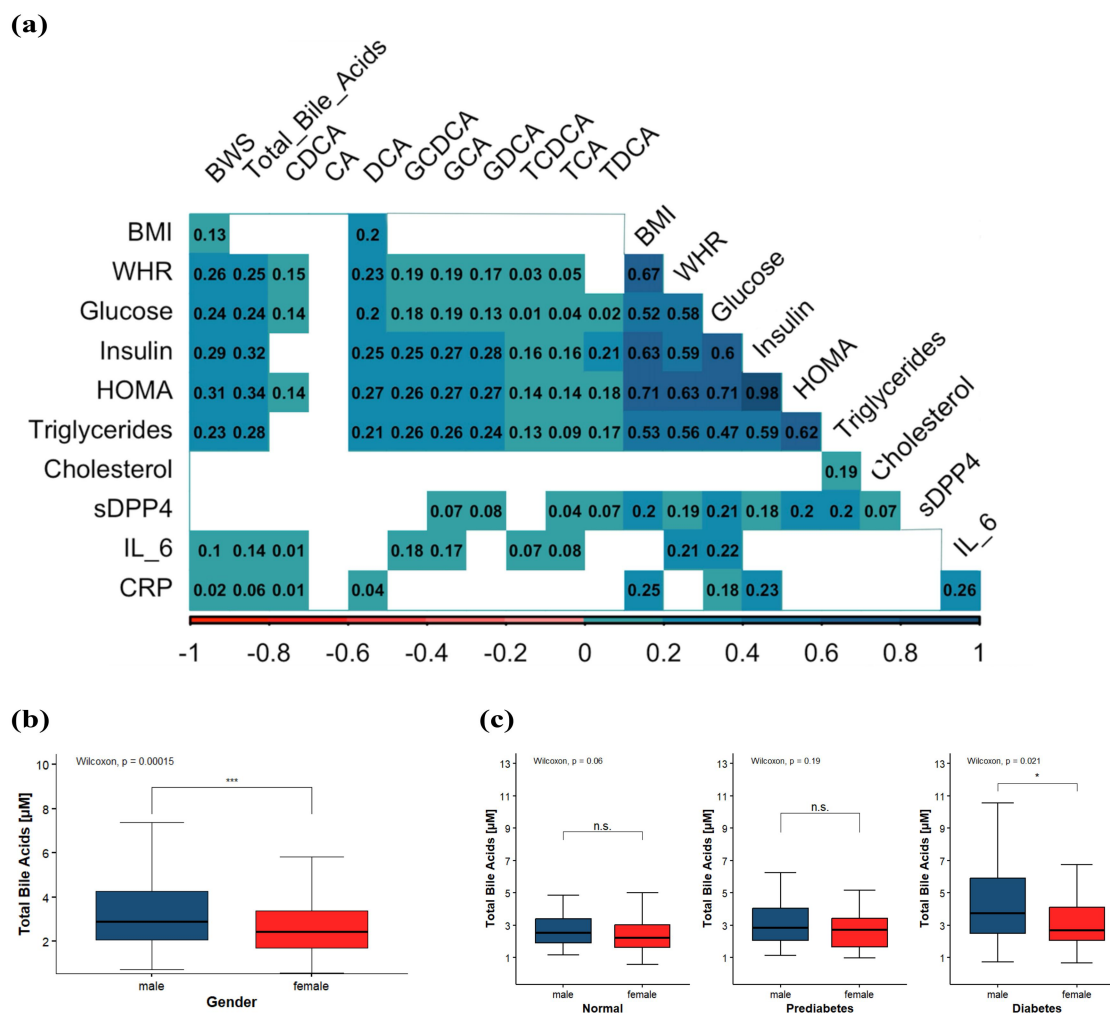 (a)
BWS Total_Bile_Acids CDCA CA DCA GCDCA GCA GDCA TCDCA TCA TDCA
BMI 0.13 0.2 BMI
WHR 0.26 0.25 0.15 0.23 0.19 0.19 0.17 0.03 0.05 0.67 WHR
Glucose 0.24 0.24 0.14 0.2 0.18 0.19 0.13 0.01 0.04 0.02 0.52 0.58 Glucose
Insulin 0.29 0.32 0.25 0.25 0.27 0.28 0.16 0.16 0.21 0.63 0.59 0.6 Insulin
HOMA 0.31 0.34 0.14 0.27 0.26 0.27 0.27 0.14 0.14 0.18 0.71 0.63 0.71 0.98 HOMA
Triglycerides 0.23 0.28 0.21 0.26 0.26 0.24 0.13 0.09 0.17 0.53 0.56 0.47 0.59 0.62 Triglycerides
Cholesterol 0.19 Cholesterol
sDPP4 0.07 0.08 0.04 0.07 0.2 0.19 0.21 0.18 0.2 0.2 0.07 sDPP4
IL_6 0.1 0.14 0.01 0.18 0.17 0.07 0.08 0.21 0.22 IL_6
CRP 0.02 0.06 0.01 0.04 0.25 0.18 0.23 0.26
-1 -0.8 -0.6 -0.4 -0.2 0 0.2 0.4 0.6 0.8 1
(b)
Wilcoxon, p = 0.00015
***
10
8
6
4
2
Total Bile Acids [µM]
male female
Gender
(c)
Wilcoxon, p = 0.06
n.s.
13
11
9
7
5
3
1
Total Bile Acids [µM]
male female
Normal
Wilcoxon, p = 0.19
n.s.
13
11
9
7
5
3
1
Total Bile Acids [µM]
male female
Prediabetes
Wilcoxon, p = 0.021
*
13
11
9
7
5
3
1
Total Bile Acids [µM]
male female
Diabetes